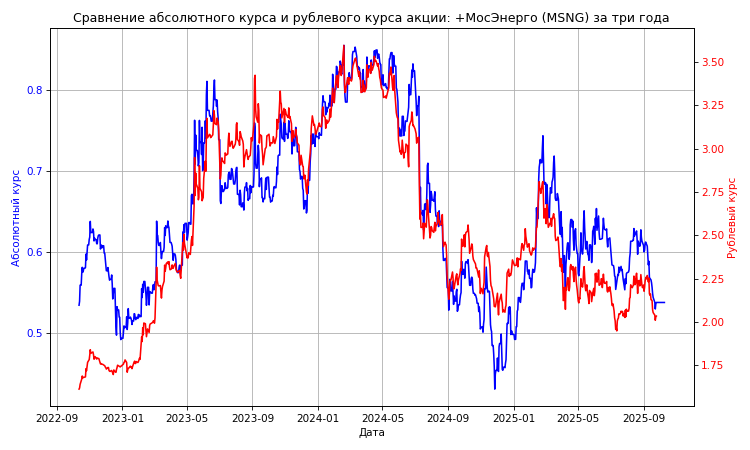 Сравнение абсолютного курса и рублевого курса акции: +МосЭнерго (MSNG) за три года
Абсолютный курс
0.8
0.7
0.6
0.5
3.50
3.25
3.00
2.75
2.50
2.25
2.00
1.75
Рублевый курс
2022-09 2023-01 2023-05 2023-09 2024-01 2024-05 2024-09 2025-01 2025-05 2025-09
Дата